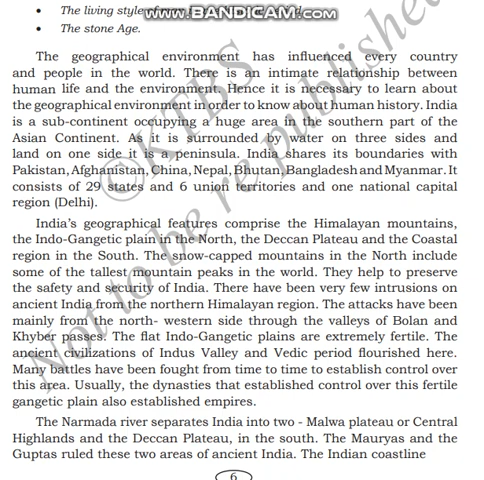 • The living style of
www.BANDICAM.COM
• The stone Age.
The geographical environment has influenced every country
and people in the world. There is an intimate relationship between
human life and the environment. Hence it is necessary to learn about
the geographical environment in order to know about human history. India
is a sub-continent occupying a huge area in the southern part of the
Asian Continent. As it is surrounded by water on three sides and
land on one side it is a peninsula. India shares its boundaries with
Pakistan, Afghanistan, China, Nepal, Bhutan, Bangladesh and Myanmar. It
consists of 29 states and 6 union territories and one national capital
region (Delhi).
India's geographical features comprise the Himalayan mountains,
the Indo-Gangetic plain in the North, the Deccan Plateau and the Coastal
region in the South. The snow-capped mountains in the North include
some of the tallest mountain peaks in the world. They help to preserve
the safety and security of India. There have been very few intrusions on
ancient India from the northern Himalayan region. The attacks have been
mainly from the north- western side through the valleys of Bolan and
Khyber passes. The flat Indo-Gangetic plains are extremely fertile. The
ancient civilizations of Indus Valley and Vedic period flourished here.
Many battles have been fought from time to time to establish control over
this area. Usually, the dynasties that established control over this fertile
gangetic plain also established empires.
The Narmada river separates India into two - Malwa plateau or Central
Highlands and the Deccan Plateau, in the south. The Mauryas and the
Guptas ruled these two areas of ancient India. The Indian coastline
6
©KTBS
Not to be republished